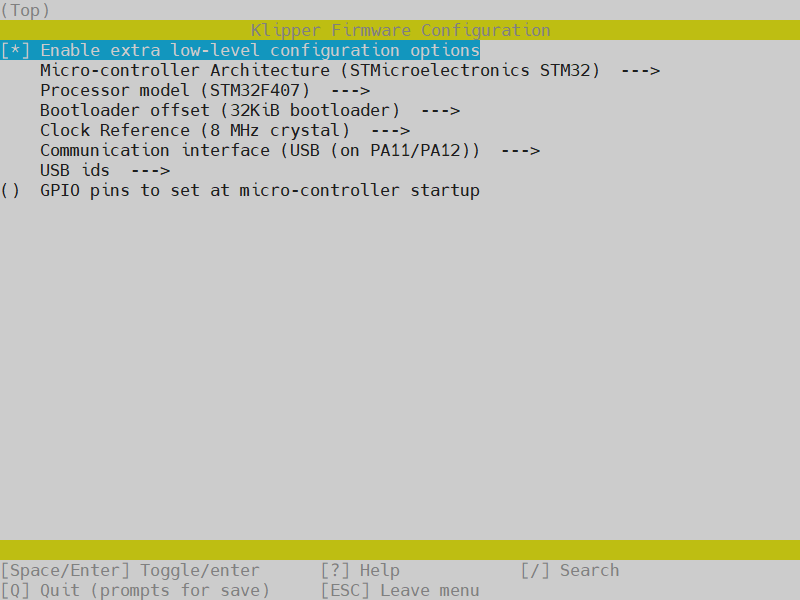 (Top)
Klipper Firmware Configuration
[*] Enable extra low-level configuration options
Micro-controller Architecture (STMicroelectronics STM32)  --->
Processor model (STM32F407)  --->
Bootloader offset (32KiB bootloader)  --->
Clock Reference (8 MHz crystal)  --->
Communication interface (USB (on PA11/PA12))  --->
USB ids  --->
()  GPIO pins to set at micro-controller startup
[Space/Enter] Toggle/enter      [?] Help            [/] Search
[Q] Quit (prompts for save)     [ESC] Leave menu